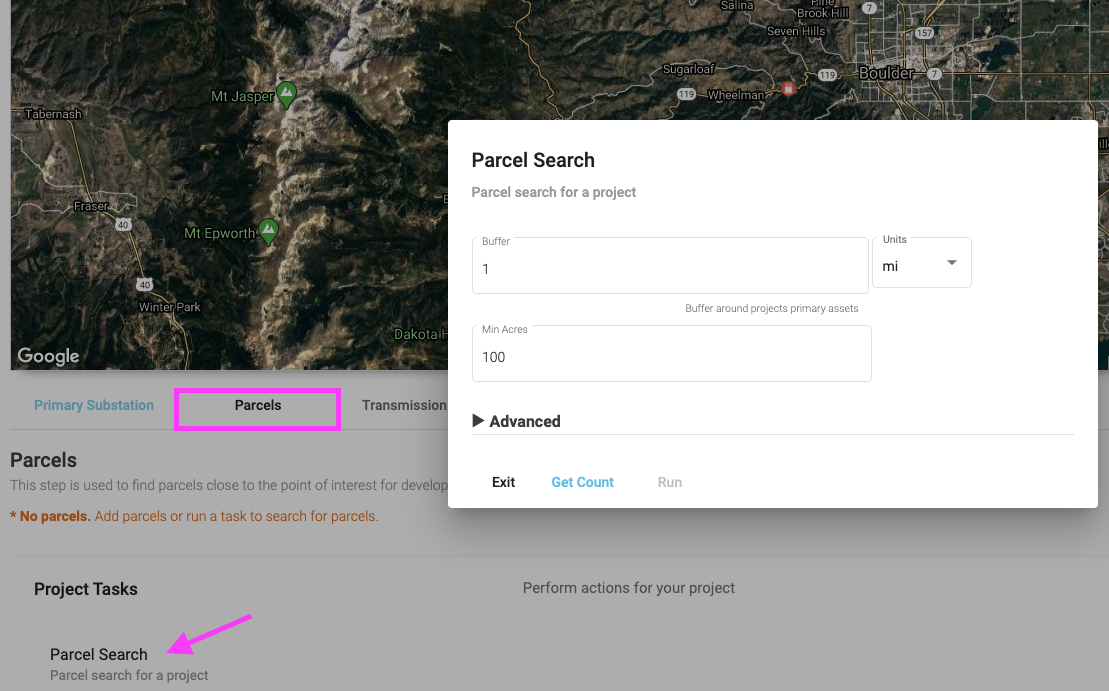 Salina
Pine
Brook Hill
7
Seven Hills
157
Sugarloaf
119
Boulder
7
Mt Jasper
119
Wheelman
Tabernash
Parcel Search
Parcel search for a project
Fraser
40
Mt Epworth
Buffer
1
Units
mi
40
Winter Park
Buffer around projects primary assets
Min Acres
100
Dakota H
Google
Primary Substation
Parcels
Transmission
Advanced
Parcels
This step is used to find parcels close to the point of interest for develop
Exit
Get Count
Run
* No parcels. Add parcels or run a task to search for parcels.
Project Tasks
Perform actions for your project
Parcel Search
Parcel search for a project